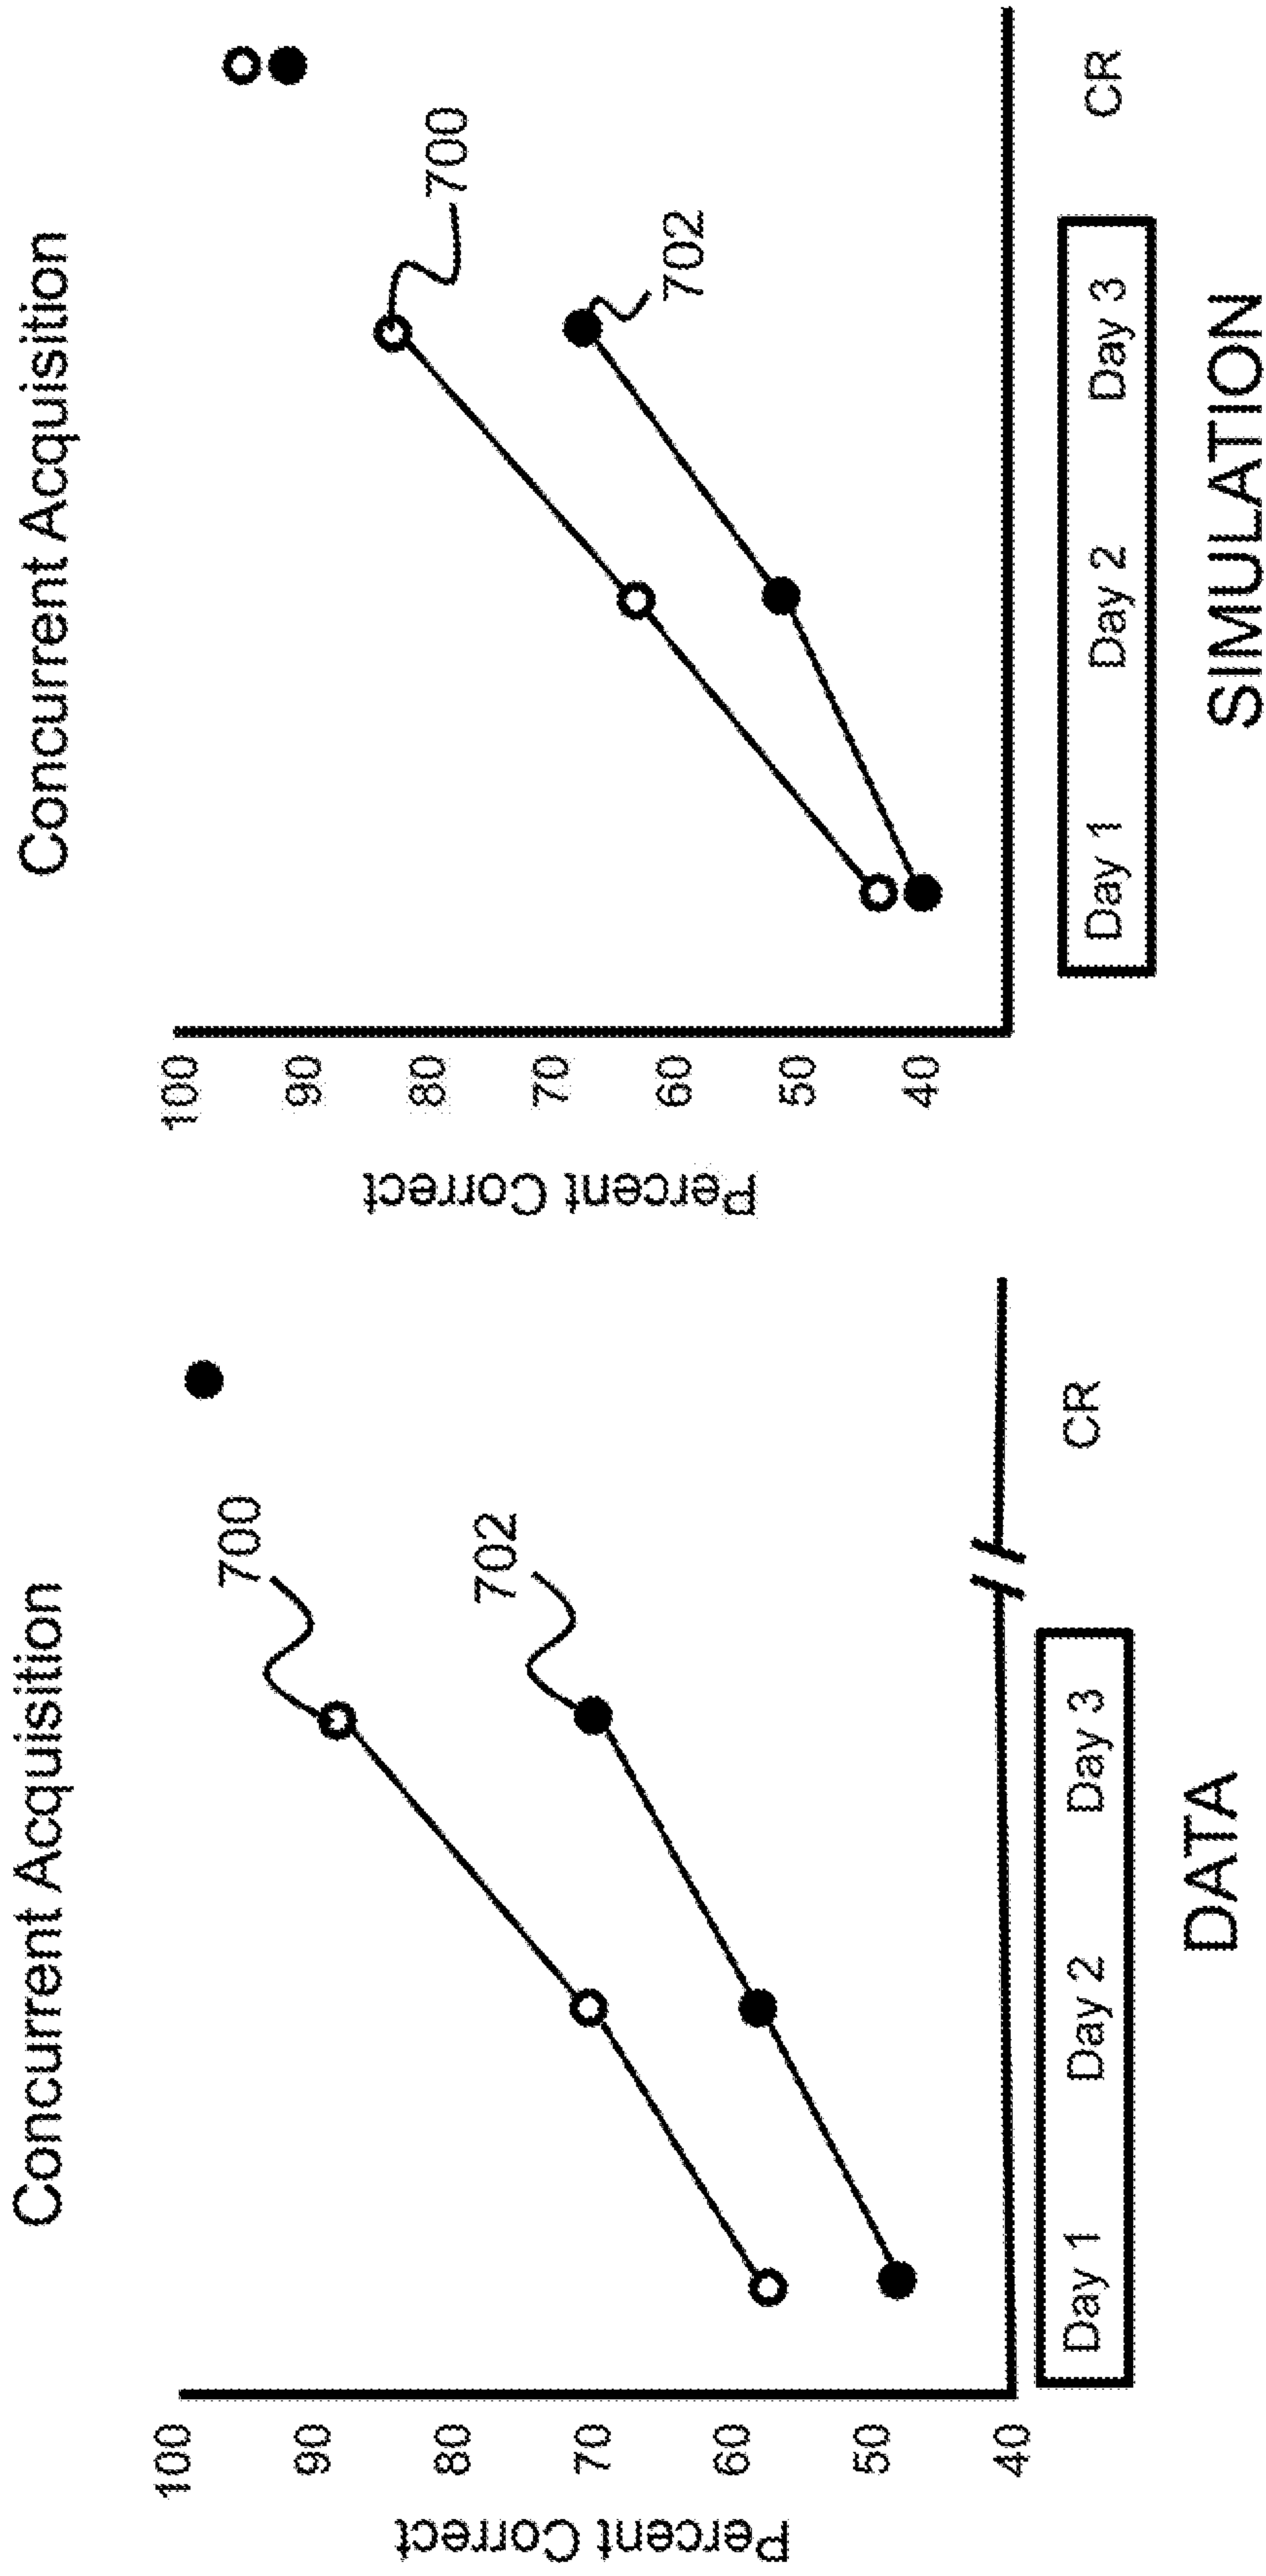 Concurrent Acquisition
Percent Correct
100
90
80
70
60
50
40
700
702
Day 1 Day 2 Day 3
CR
DATA
Concurrent Acquisition
Percent Correct
100
90
80
70
60
50
40
700
702
Day 1 Day 2 Day 3
CR
SIMULATION